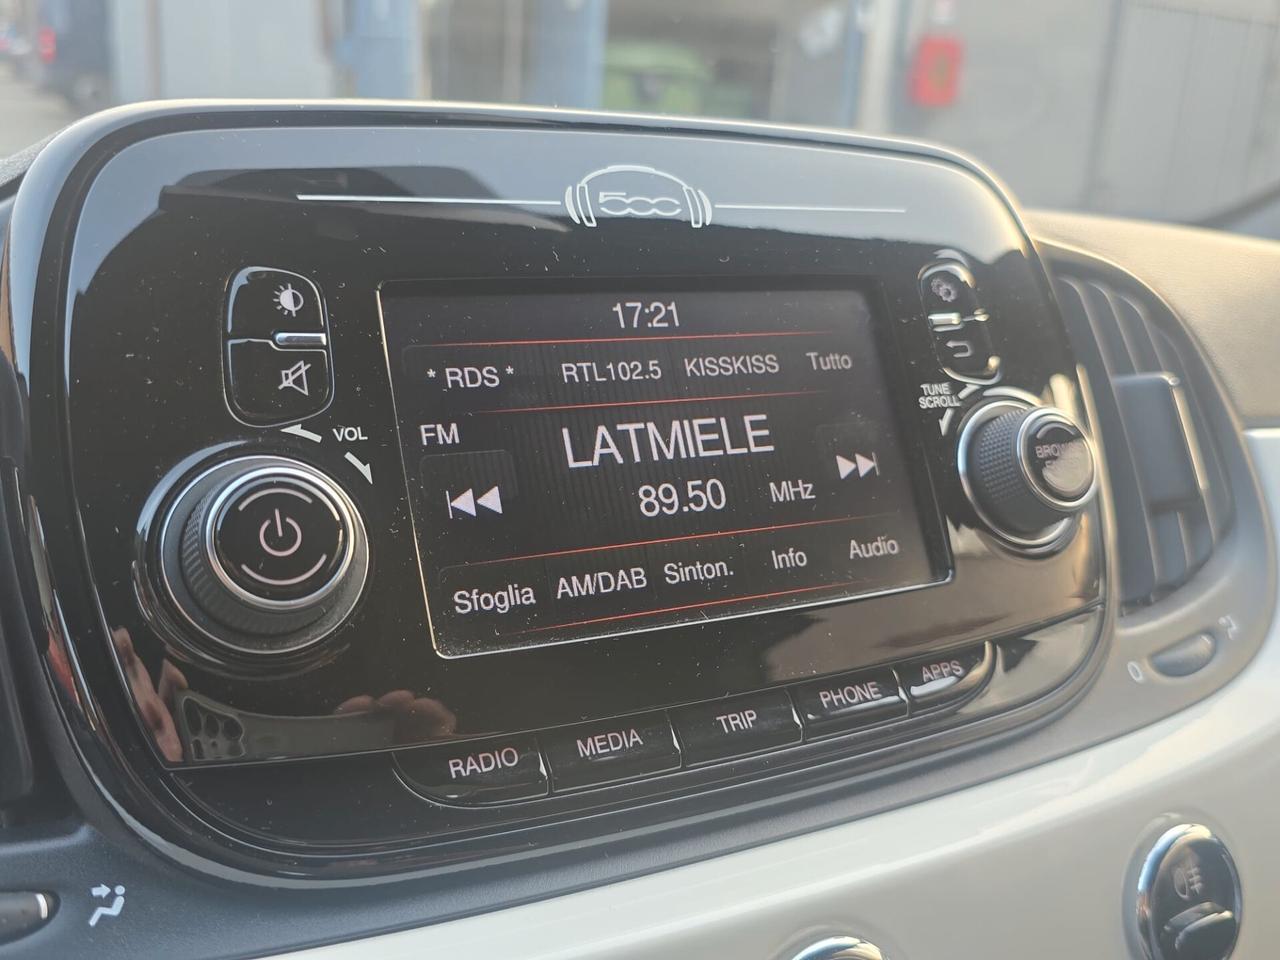 500
17:21
* RDS * RTL102.5 KISSKISS Tutto
FM
LATMIELE
89.50 MHz
Sfoglia AM/DAB Sinton. Info Audio
VOL
TUNE
SCROLL
RADIO MEDIA TRIP PHONE APPS
0